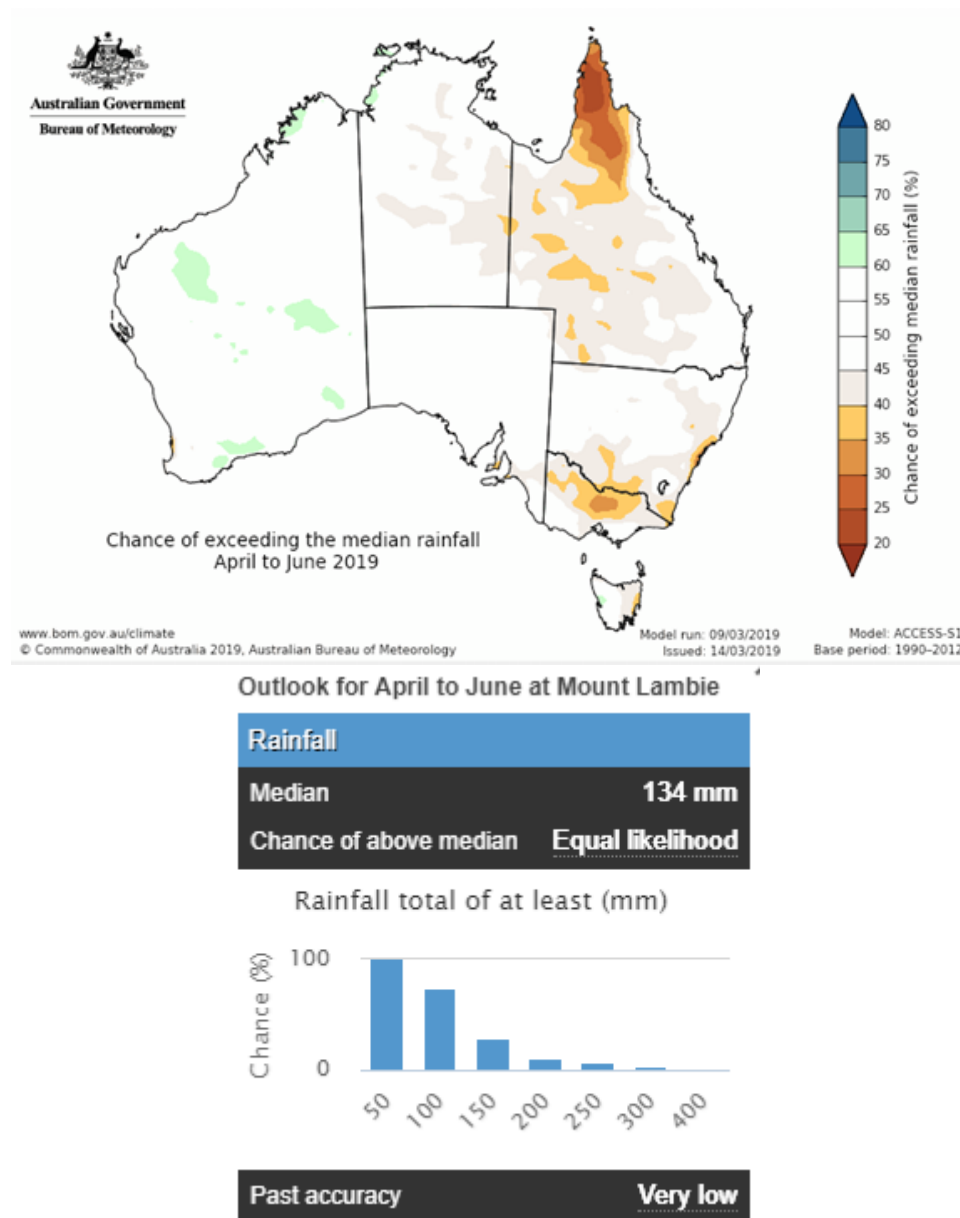 Australian Government
Bureau of Meteorology
80
75
70
65
60
55
50
45
40
35
30
25
20
Chance of exceeding median rainfall (%)
Chance of exceeding the median rainfall
April to June 2019
www.bom.gov.au/climate
© Commonwealth of Australia 2019, Australian Bureau of Meteorology
Model run: 09/03/2019
Issued: 14/03/2019
Model: ACCESS-S1
Base period: 1990–2012
Outlook for April to June at Mount Lambie
Rainfall
Median 134 mm
Chance of above median Equal likelihood
Rainfall total of at least (mm)
Chance (%)
100
0
50 100 150 200 250 300 400
Past accuracy Very low